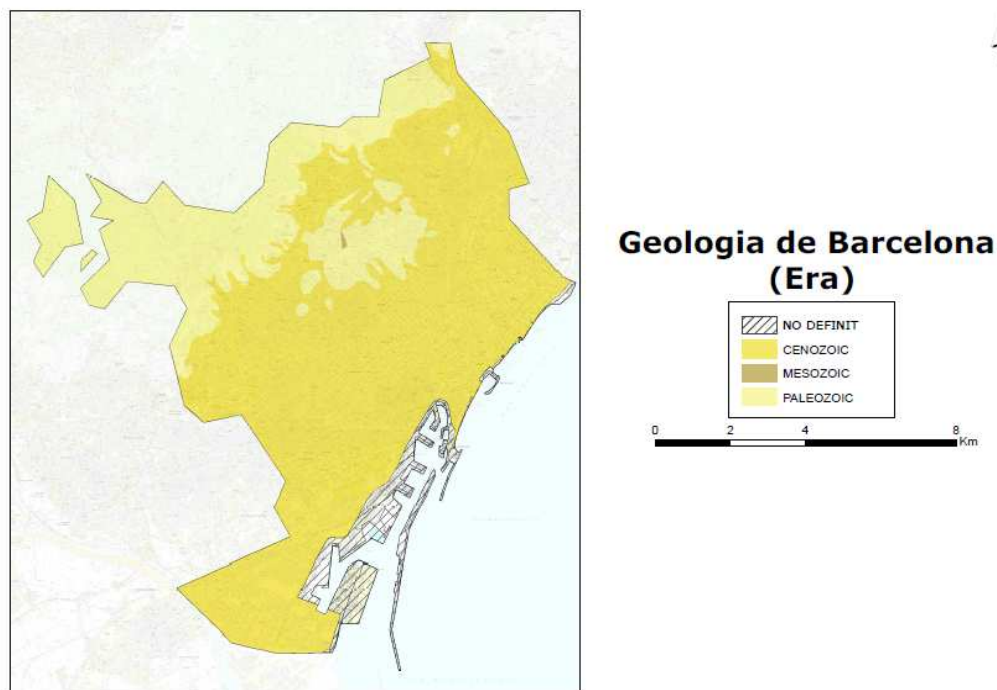 Geologia de Barcelona
(Era)
NO DEFINIT
CENOZOIC
MESOZOIC
PALEOZOIC
0 2 4 8
Km